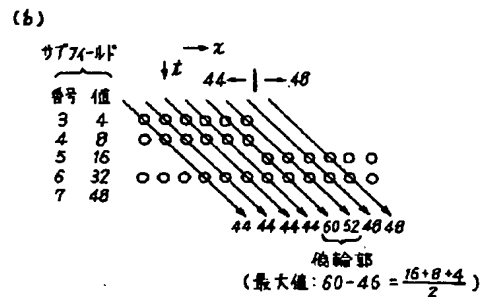 (b)
サブフィールド
→ x
↓ t
44← | →48
番号 値
3 4
4 8
5 16
6 32
7 48
44 44 44 44 60 52 48 48
偽輪郭
(最大値:60-46 = (16+8+4)/2)